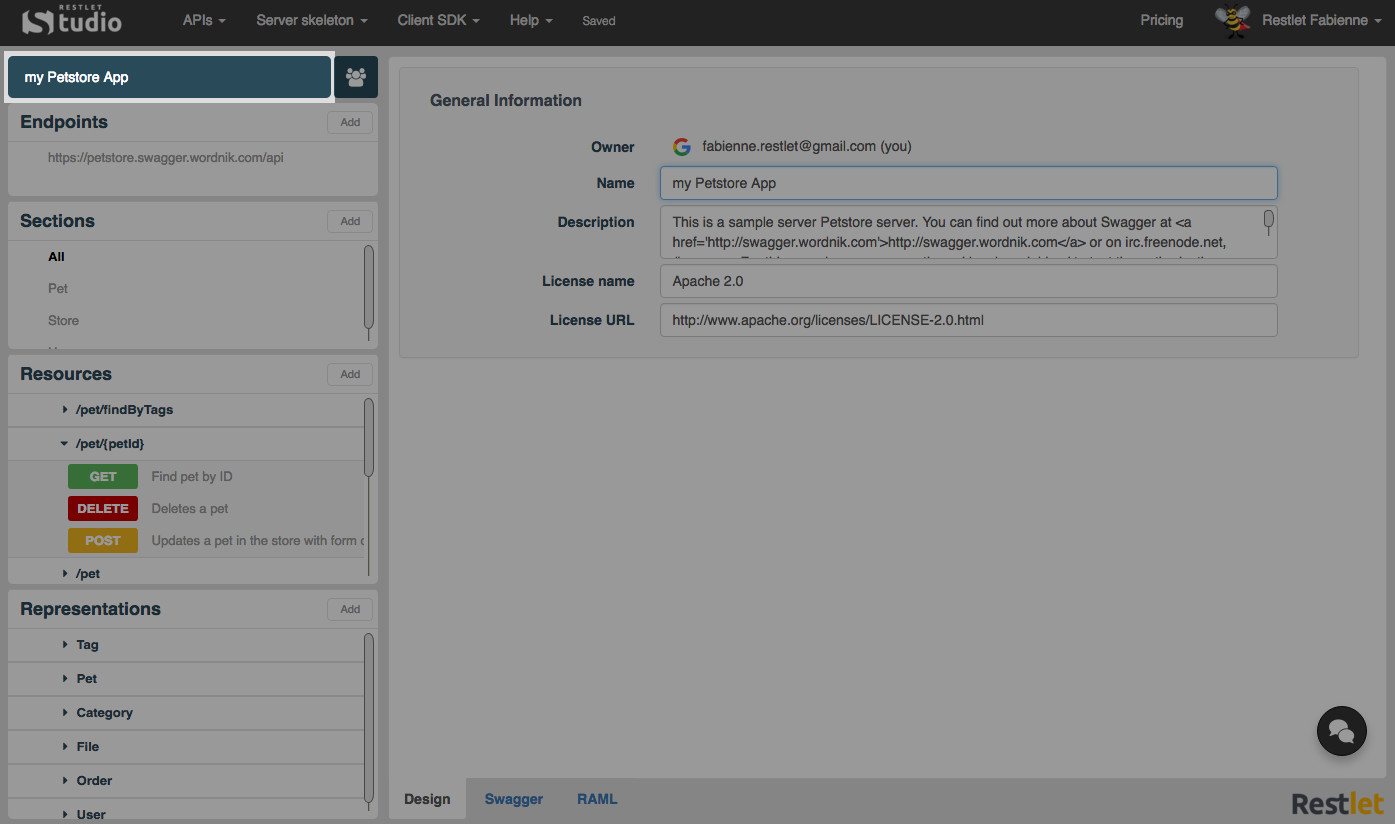 RESTLET
Studio
APIs
Server skeleton
Client SDK
Help
Saved
Pricing
Restlet Fabienne
my Petstore App
Endpoints
Add
https://petstore.swagger.wordnik.com/api
Sections
Add
All
Pet
Store
Resources
Add
/pet/findByTags
/pet/{petId}
GET Find pet by ID
DELETE Deletes a pet
POST Updates a pet in the store with form
/pet
Representations
Add
Tag
Pet
Category
File
Order
User
General Information
Owner fabienne.restlet@gmail.com (you)
Name my Petstore App
Description This is a sample server Petstore server. You can find out more about Swagger at <a
href='http://swagger.wordnik.com'>http://swagger.wordnik.com</a> or on irc.freenode.net,
License name Apache 2.0
License URL http://www.apache.org/licenses/LICENSE-2.0.html
Design
Swagger
RAML
Restlet